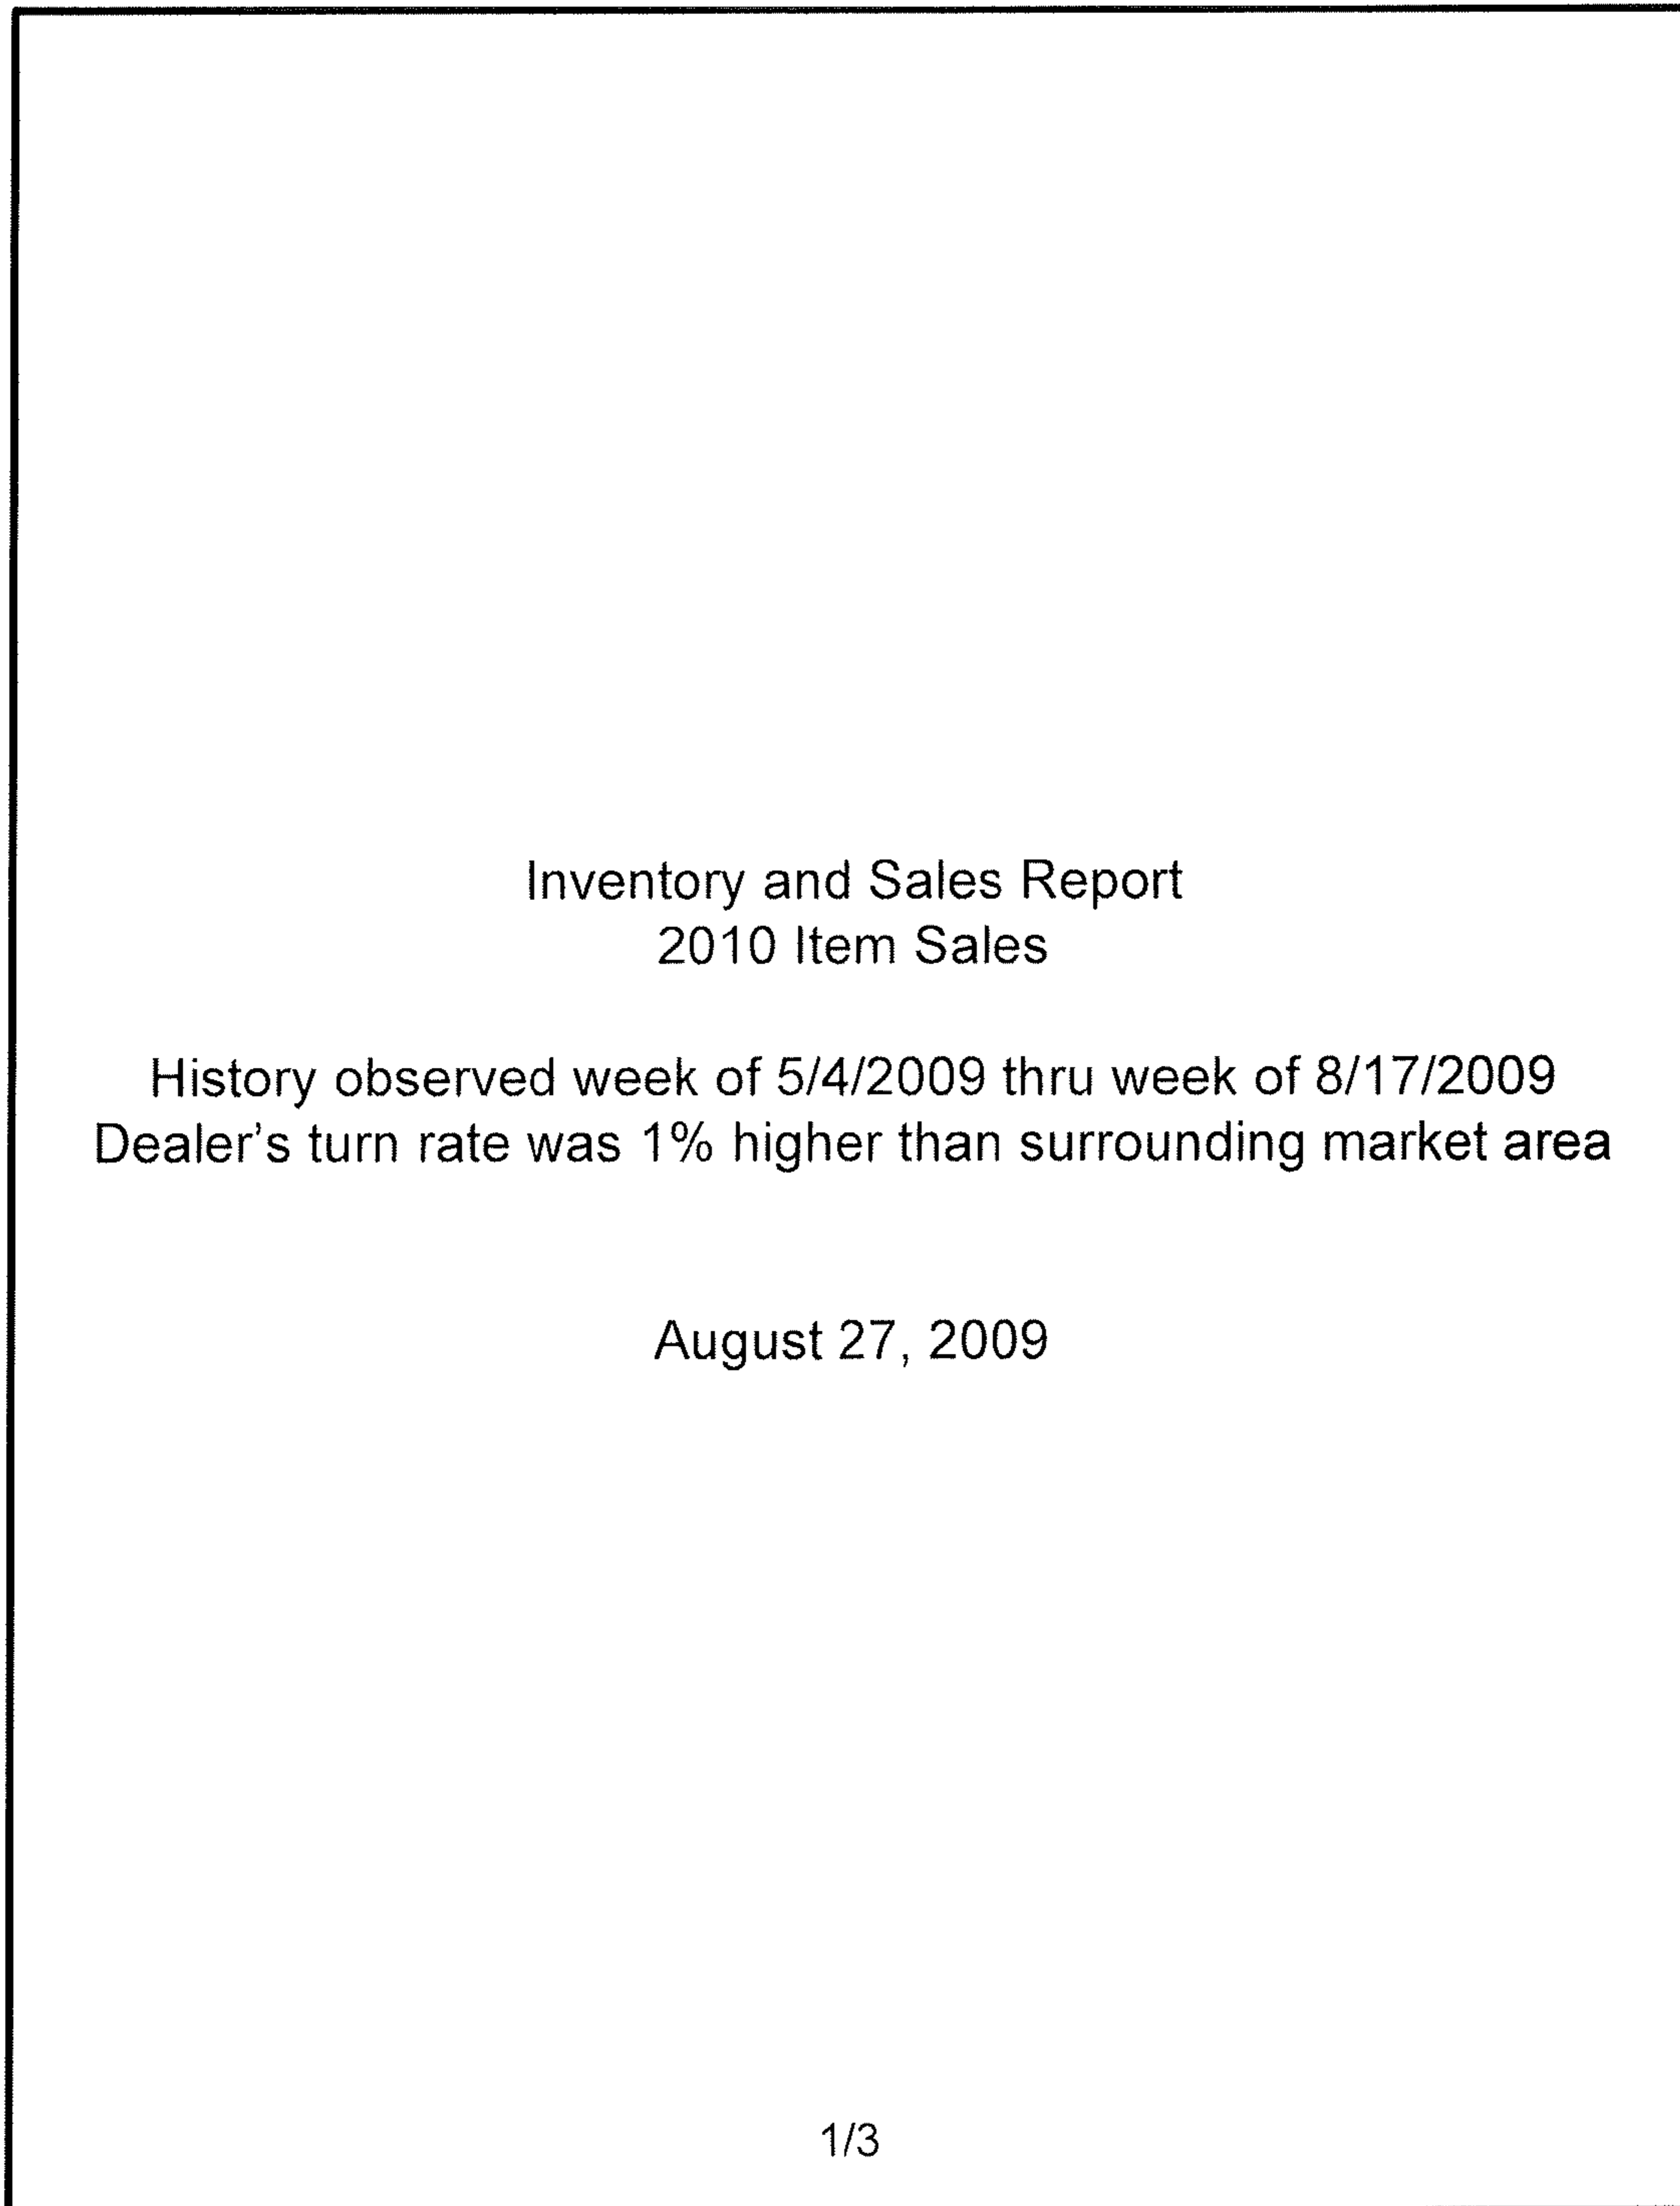 Inventory and Sales Report
2010 Item Sales
History observed week of 5/4/2009 thru week of 8/17/2009
Dealer's turn rate was 1% higher than surrounding market area
August 27, 2009
1/3